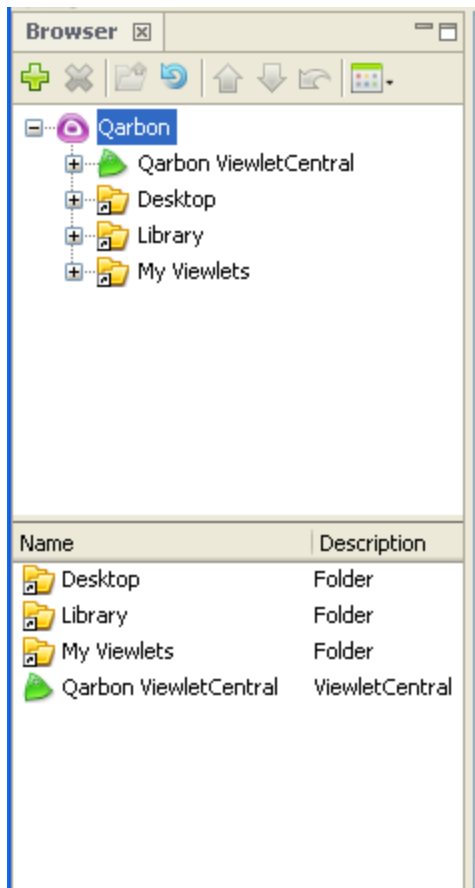 Browser
Qarbon
Qarbon ViewletCentral
Desktop
Library
My Viewlets
Name Description
Desktop Folder
Library Folder
My Viewlets Folder
Qarbon ViewletCentral ViewletCentral